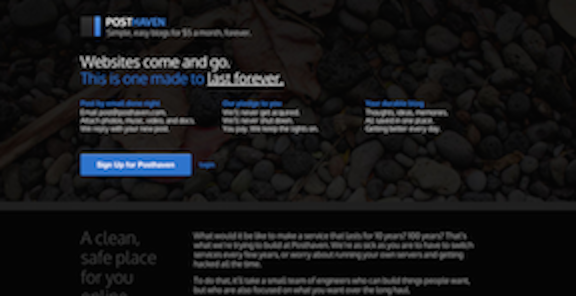 POSTHAVEN
Simple, easy blogs for $5 a month, forever.
Websites come and go.
This is one made to last forever.
Post by email done right
Email post@posthaven.com.
Attach photos, music, video, and docs.
We reply with your new post.
Our pledge to you
We'll never get acquired.
We'll never shut down.
You pay. We keep the lights on.
Your durable blog
Thoughts, ideas, memories.
All saved in one place.
Getting better every day.
Sign Up for Posthaven
login
A clean,
safe place
for you
online
What would it be like to make a service that lasts for 10 years? 100 years? That's
what we're trying to build at Posthaven. We're as sick as you are to have to switch
services every few years, or worry about running your own servers and getting
hacked all the time.
To do that, it'll take a small team of engineers who can build things people want,
but who are also focused on what you want over the long haul.